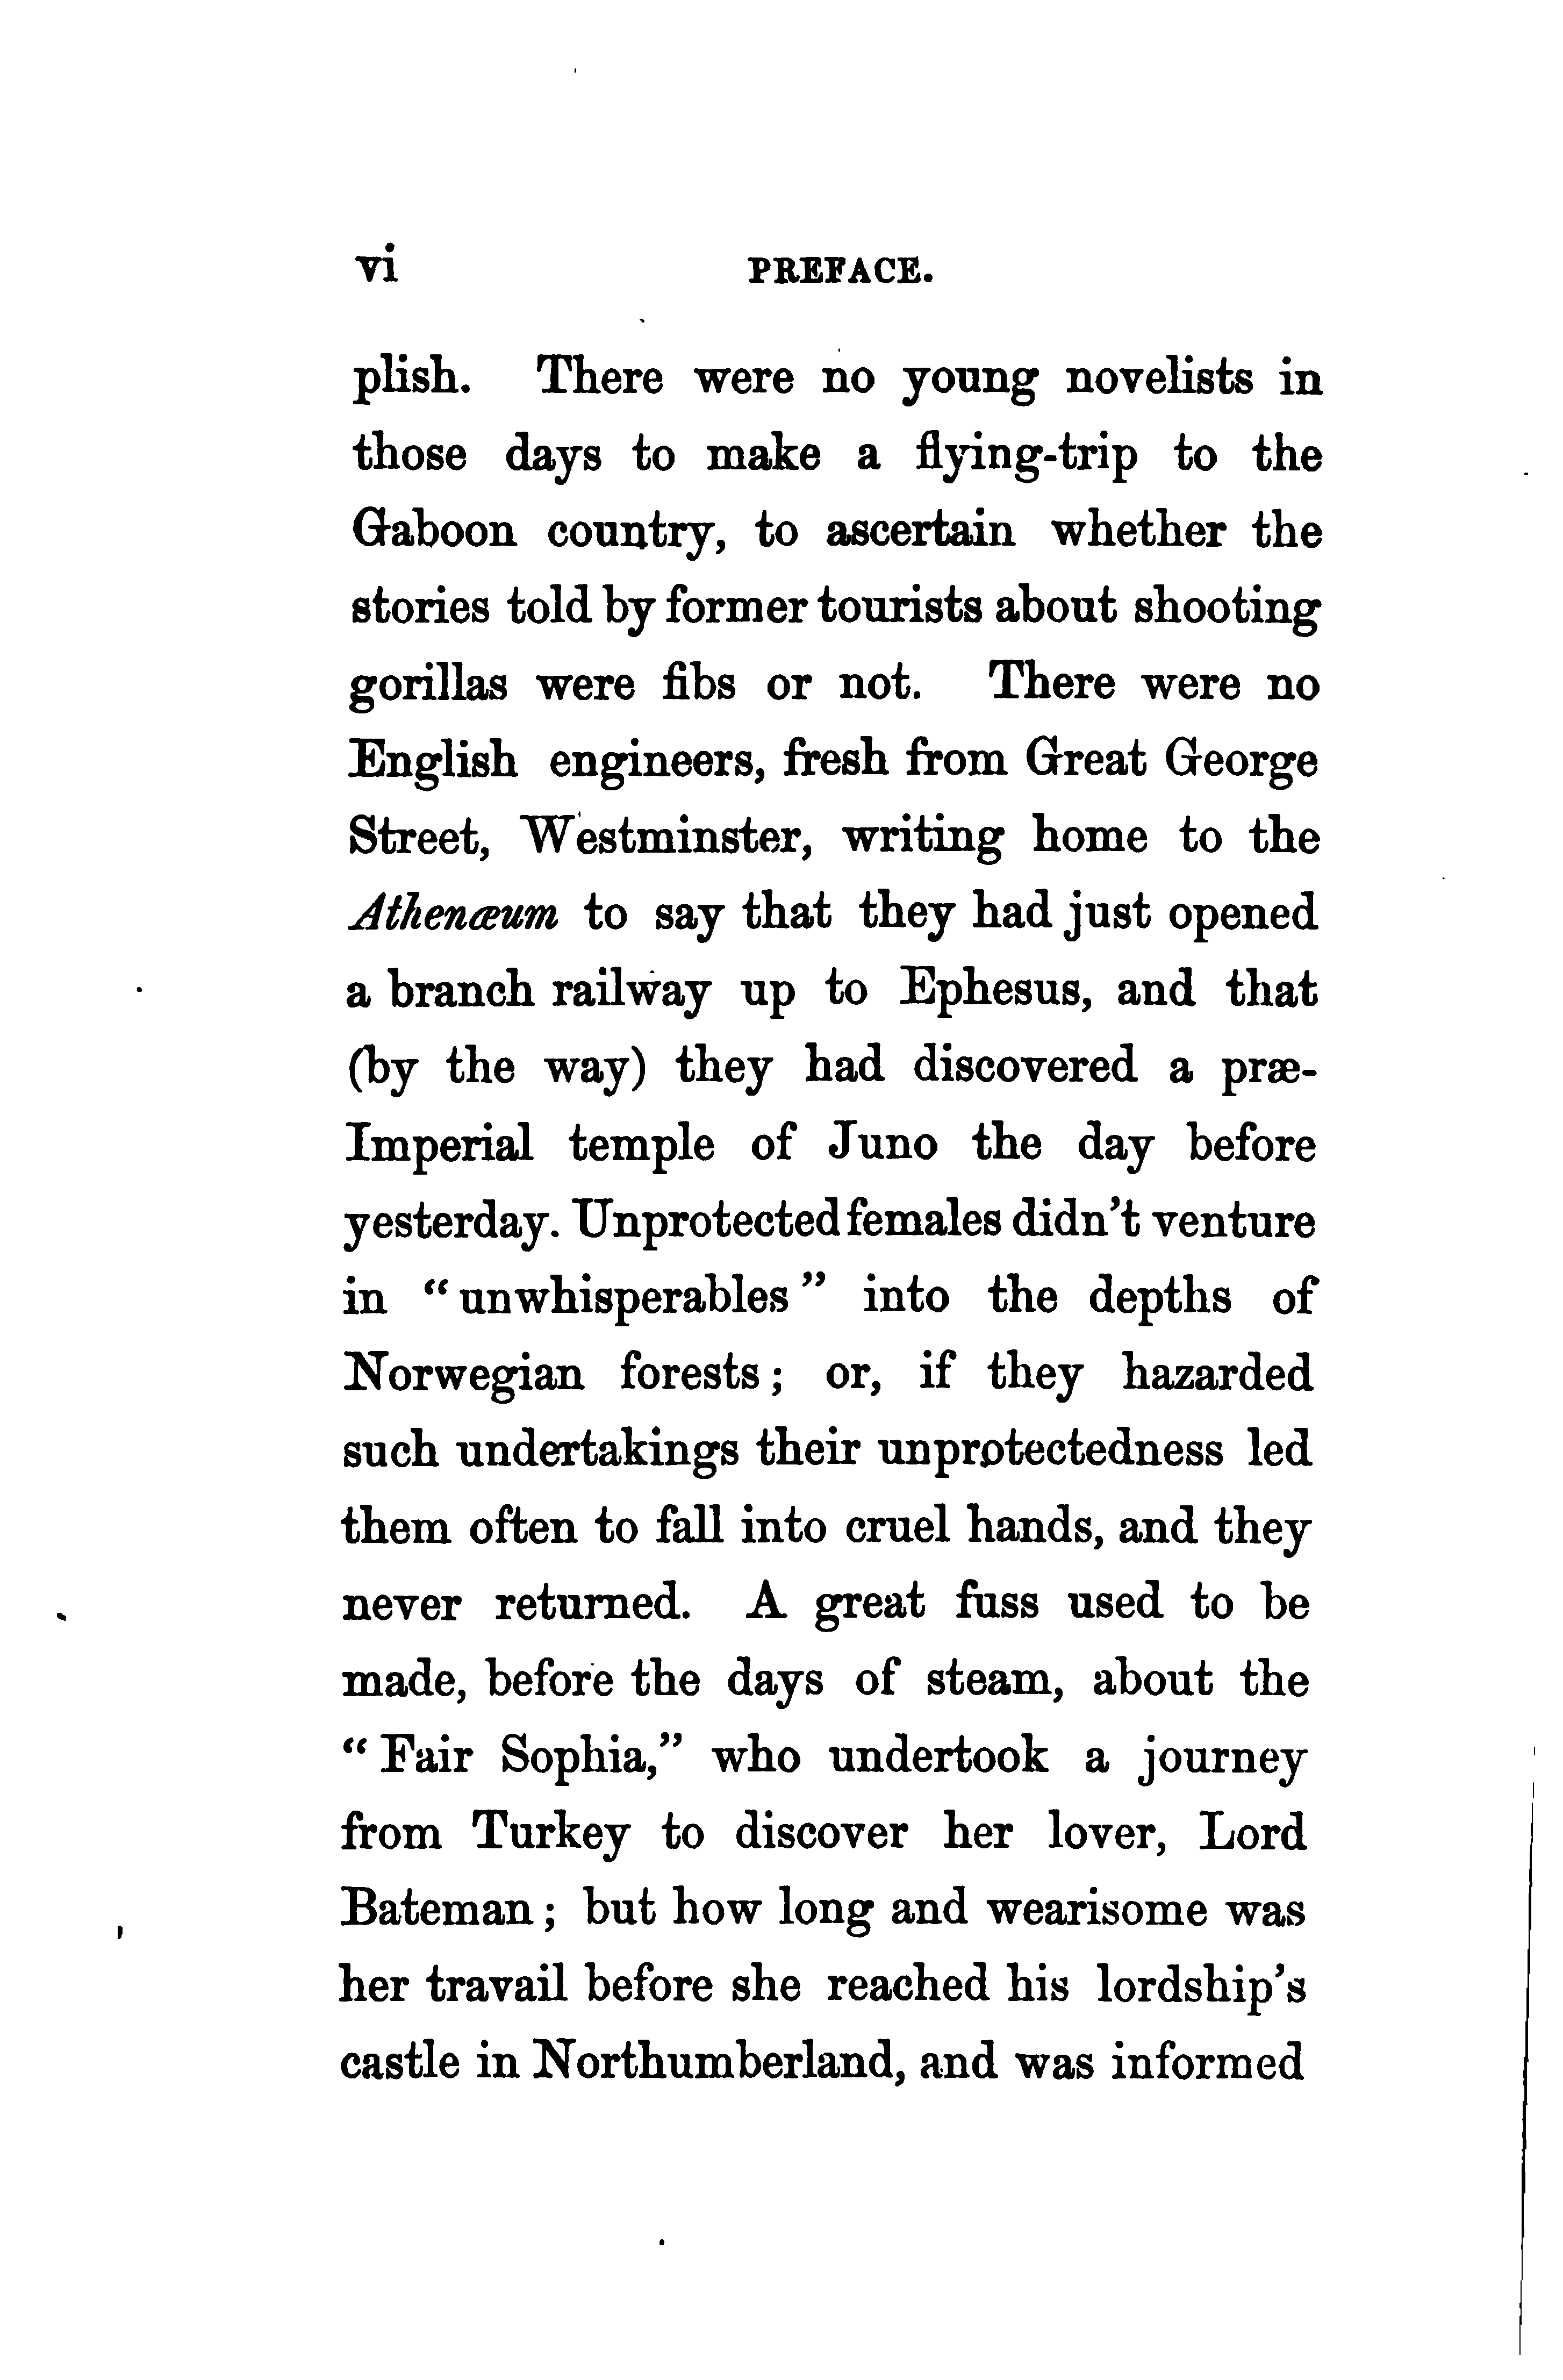 vi PREFACE.
plish. There were no young novelists in
those days to make a flying-trip to the
Gaboon country, to ascertain whether the
stories told by former tourists about shooting
gorillas were fibs or not. There were no
English engineers, fresh from Great George
Street, Westminster, writing home to the
Athenæum to say that they had just opened
a branch railway up to Ephesus, and that
(by the way) they had discovered a præ-
Imperial temple of Juno the day before
yesterday. Unprotected females didn't venture
in “unwhisperables” into the depths of
Norwegian forests; or, if they hazarded
such undertakings their unprotectedness led
them often to fall into cruel hands, and they
never returned. A great fuss used to be
made, before the days of steam, about the
“Fair Sophia,” who undertook a journey
from Turkey to discover her lover, Lord
Bateman; but how long and wearisome was
her travail before she reached his lordship's
castle in Northumberland, and was informed